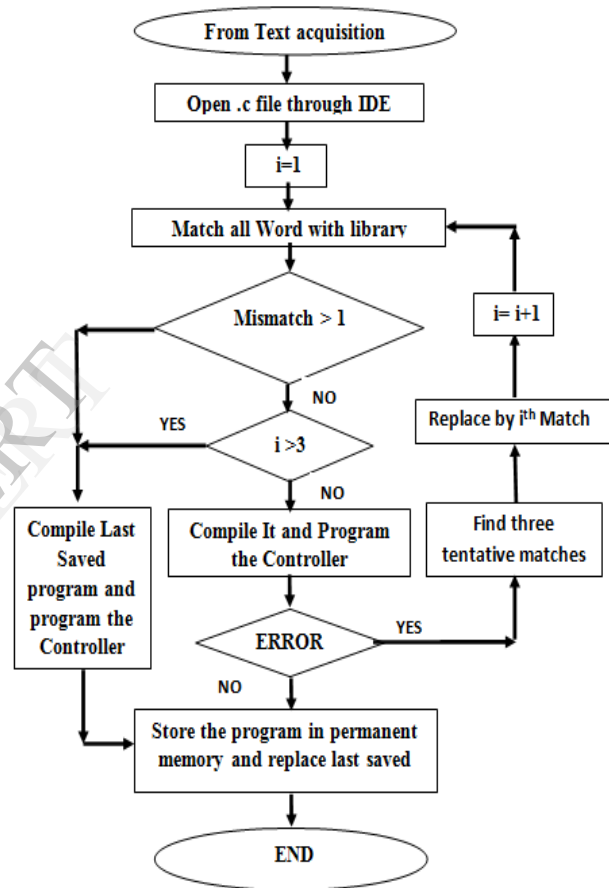 From Text acquisition
Open .c file through IDE
i=1
Match all Word with library
Mismatch > 1
i= i+1
NO
Replace by ith Match
YES
i >3
NO
Find three
tentative matches
Compile Last
Saved
program and
program the
Controller
Compile It and Program
the Controller
ERROR
YES
NO
Store the program in permanent
memory and replace last saved
END